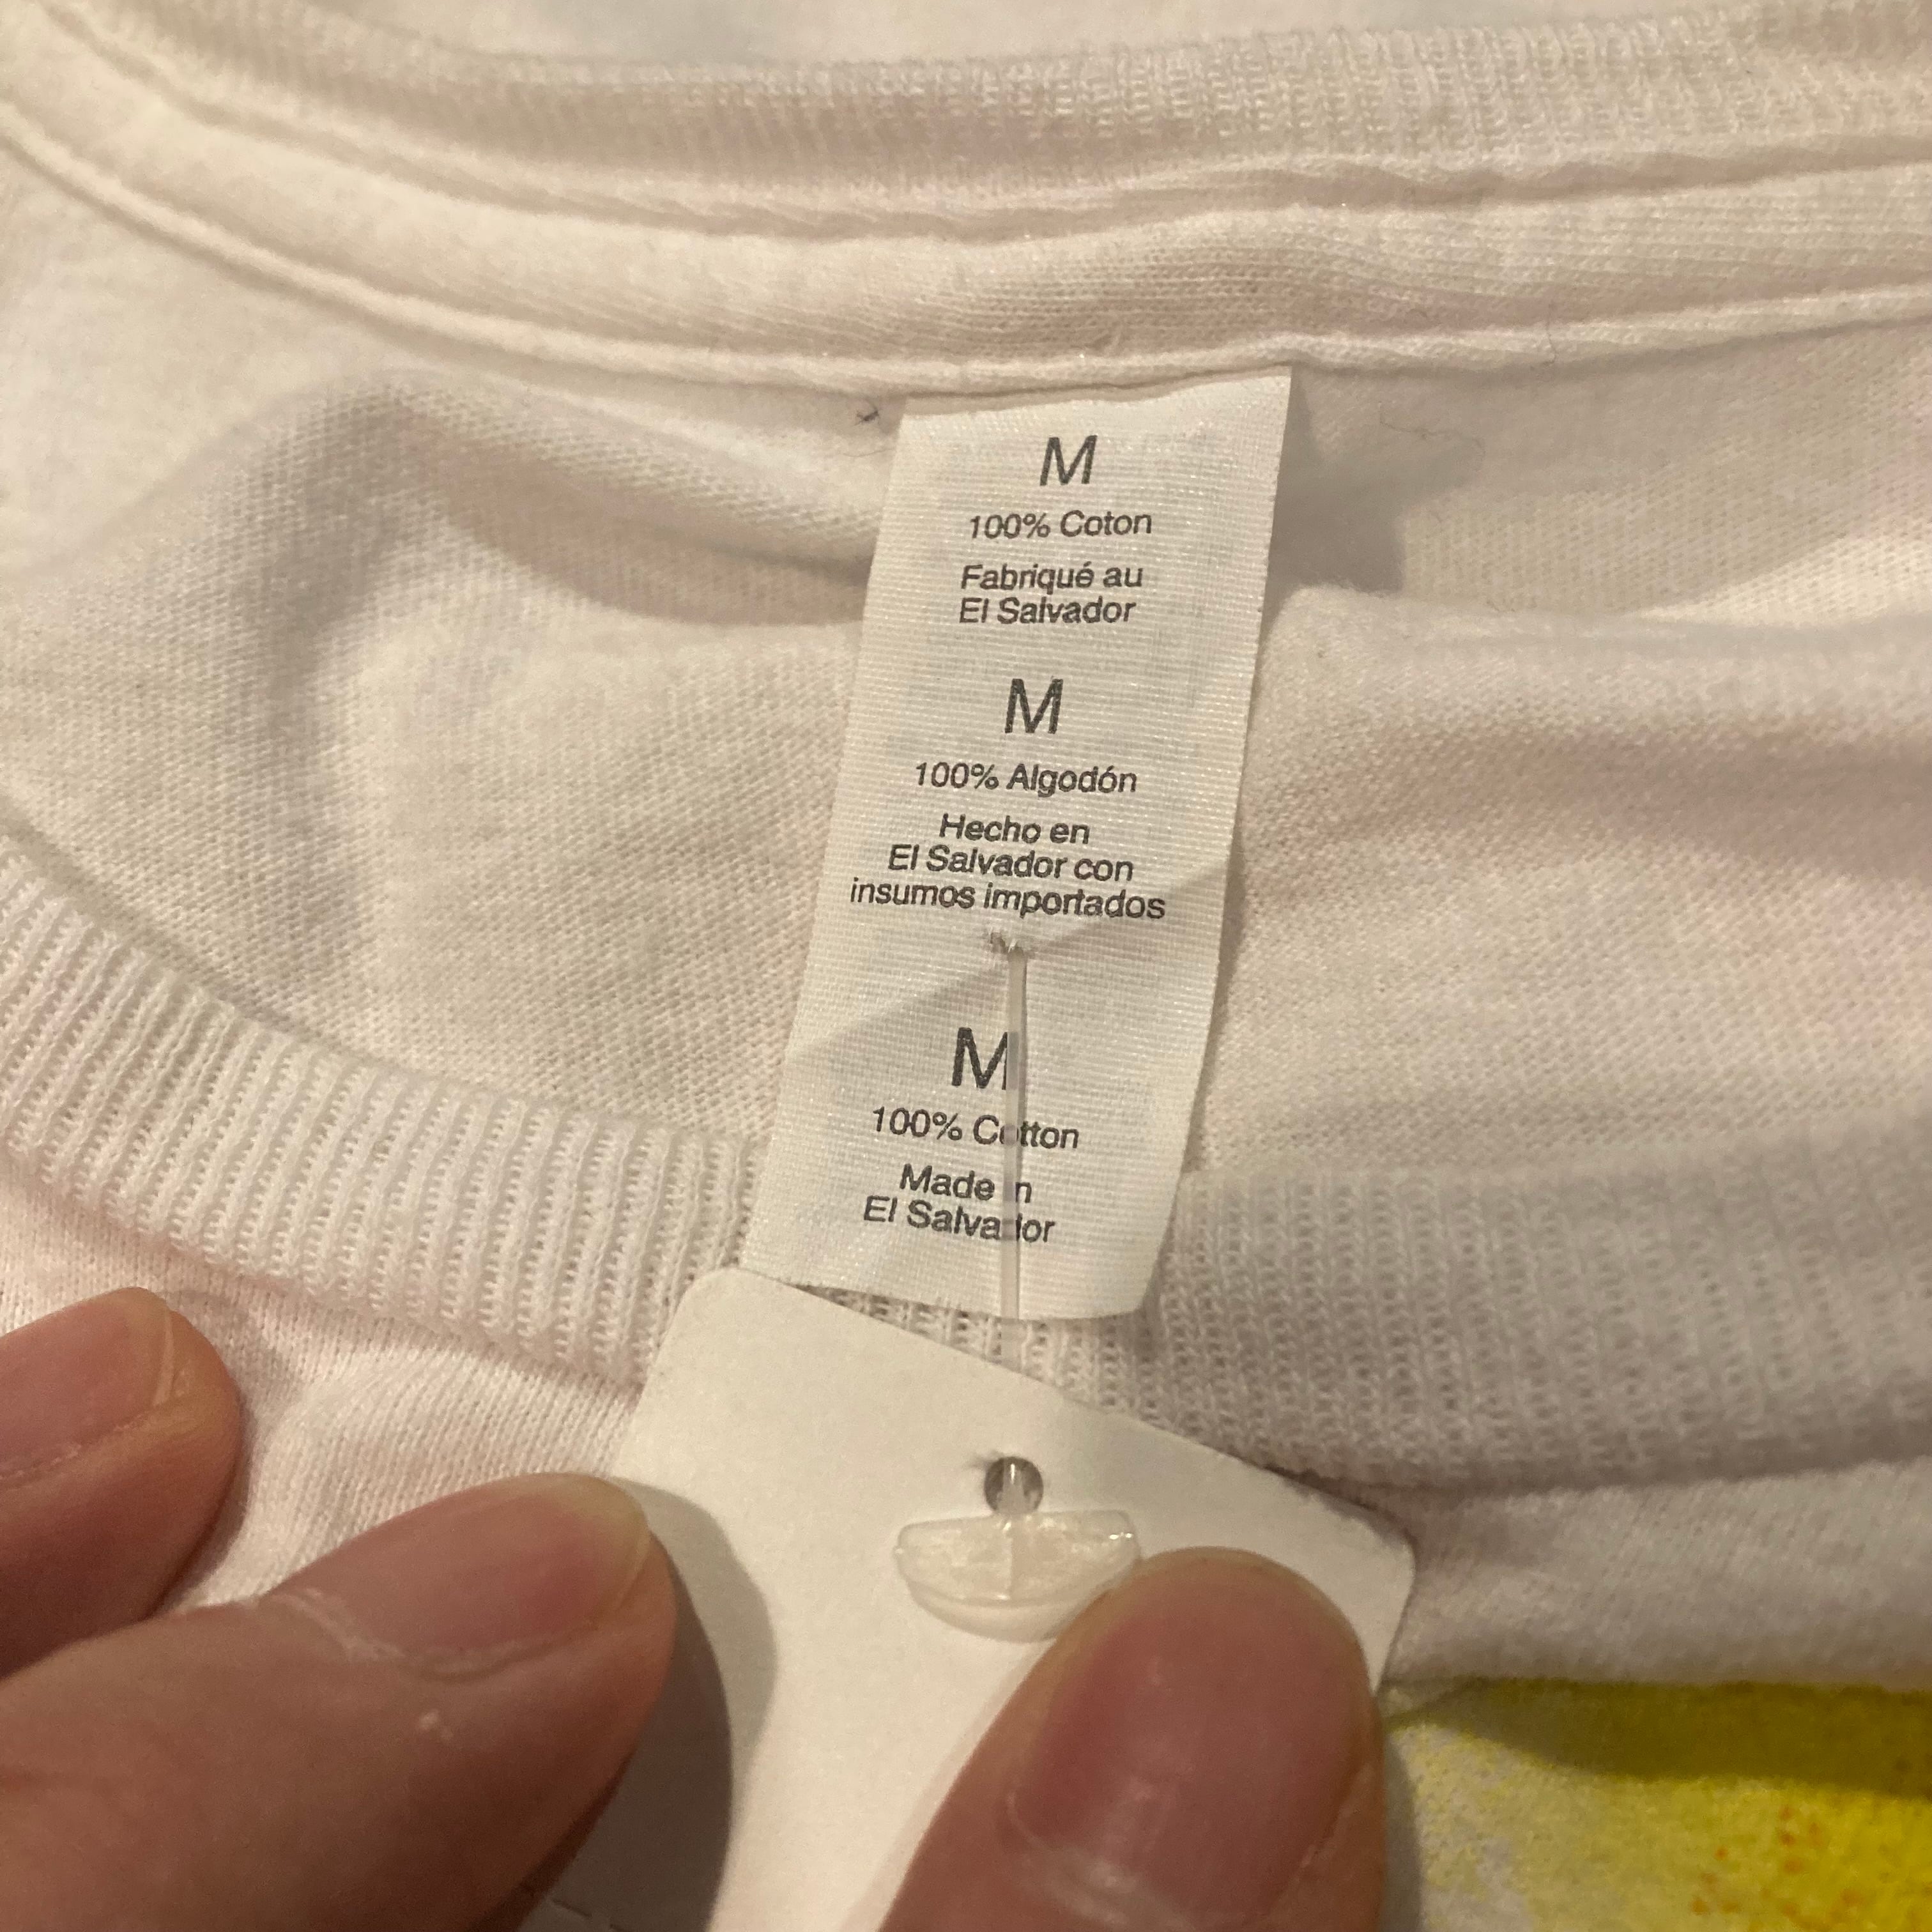 M
100% Coton
Fabriqué au
El Salvador
M
100% Algodón
Hecho en
El Salvador con
insumos importados
M
100% Cotton
Made in
El Salvador